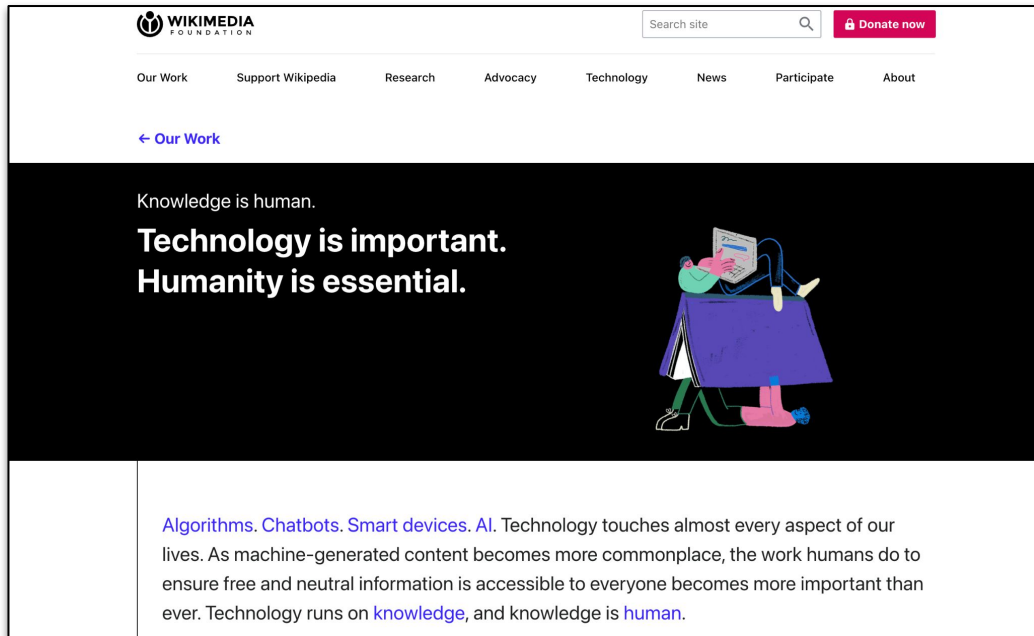 WIKIMEDIA
FOUNDATION
Search site
Donate now
Our Work Support Wikipedia Research Advocacy Technology News Participate About
← Our Work
Knowledge is human.
Technology is important.
Humanity is essential.
Algorithms. Chatbots. Smart devices. AI. Technology touches almost every aspect of our
lives. As machine-generated content becomes more commonplace, the work humans do to
ensure free and neutral information is accessible to everyone becomes more important than
ever. Technology runs on knowledge, and knowledge is human.